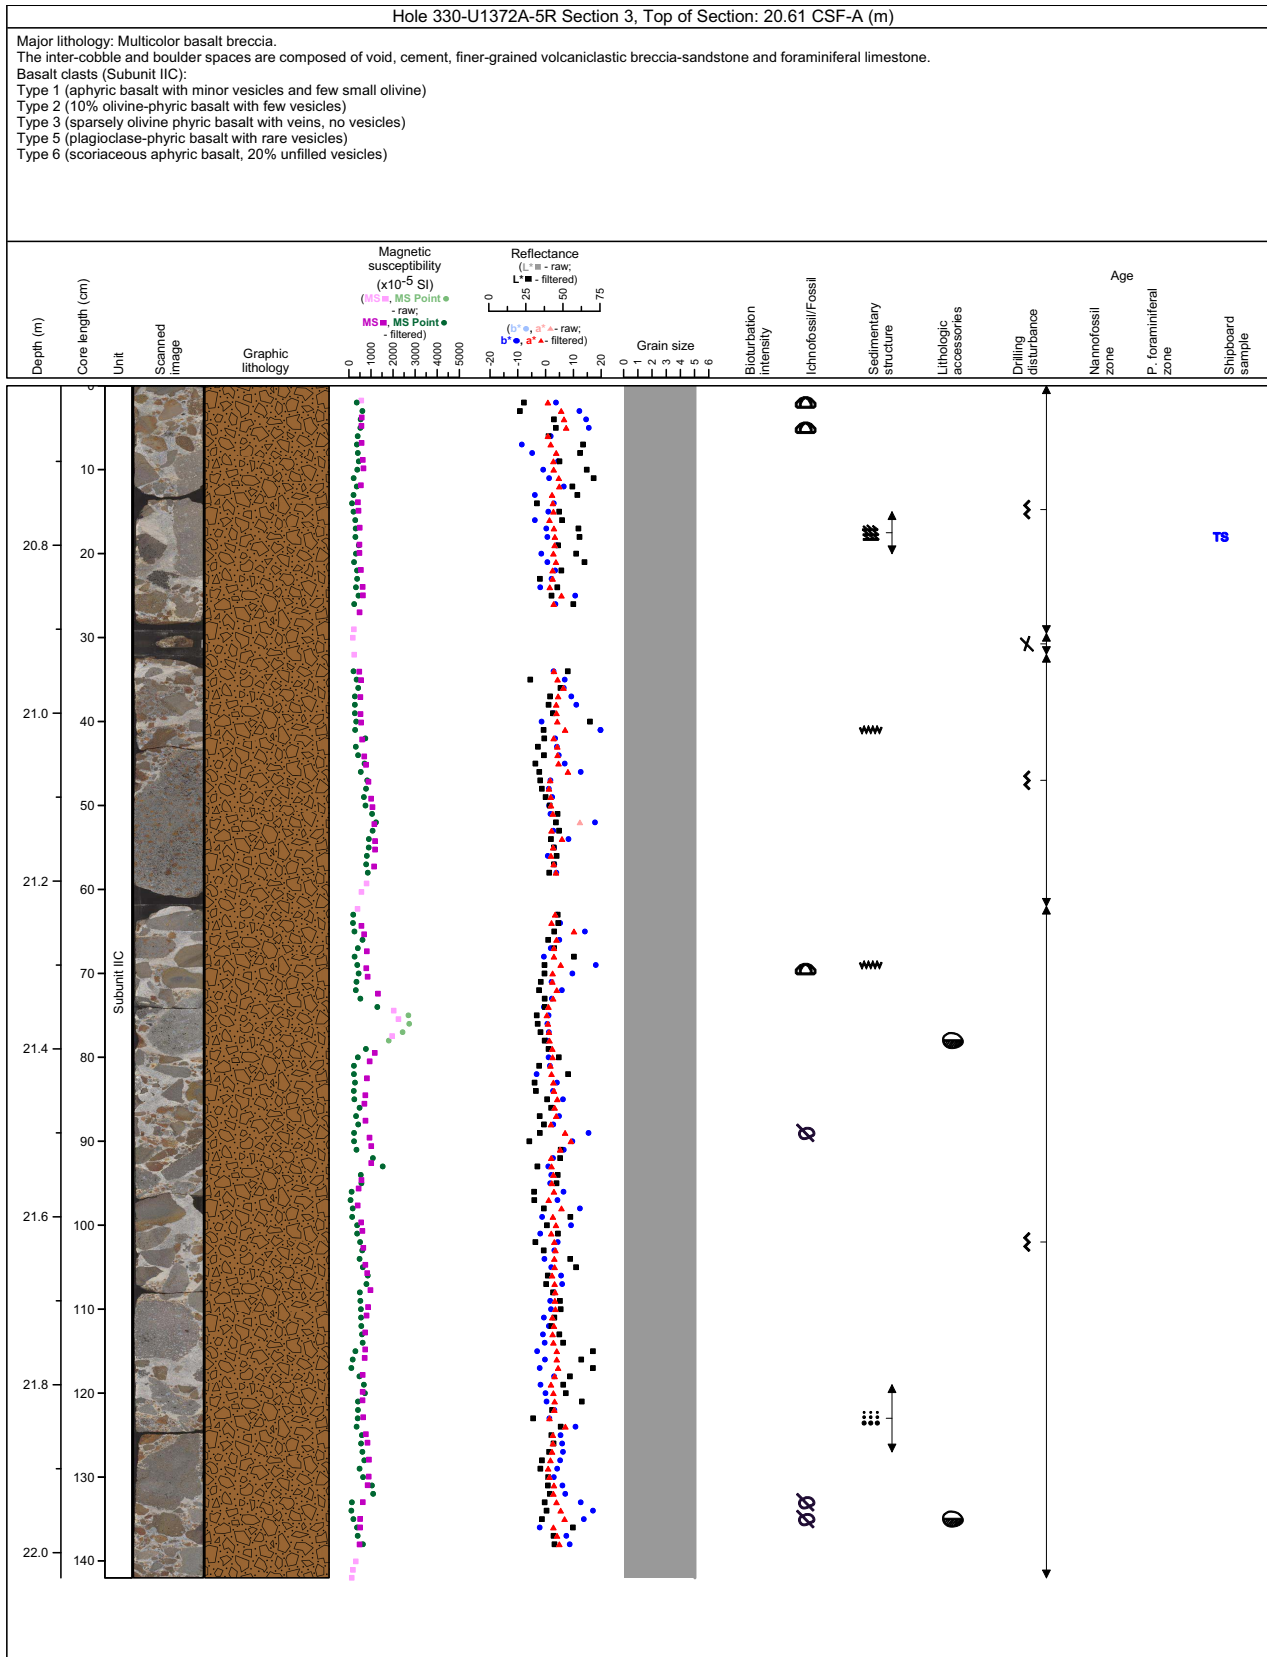 Hole 330-U1372A-5R Section 3, Top of Section: 20.61 CSF-A (m)
Major lithology: Multicolor basalt breccia.
The inter-cobble and boulder spaces are composed of void, cement, finer-grained volcaniclastic breccia-sandstone and foraminiferal limestone.
Basalt clasts (Subunit IIC):
Type 1 (aphyric basalt with minor vesicles and few small olivine)
Type 2 (10% olivine-phyric basalt with few vesicles)
Type 3 (sparsely olivine phyric basalt with veins, no vesicles)
Type 5 (plagioclase-phyric basalt with rare vesicles)
Type 6 (scoriaceous aphyric basalt, 20% unfilled vesicles)
Depth (m)
Core length (cm)
Unit
Scanned
image
Graphic
lithology
Magnetic
susceptibility
(x10-5 SI)
(MS■, MS Point●
- raw;
MS■, MS Point●
- filtered)
0 1000 2000 3000 4000 5000
Reflectance
(L*■ - raw;
L*■ - filtered)
0 25 50 75
(b*●, a*▲- raw;
b*●, a*▲- filtered)
-20 -10 0 10 20
Grain size
0 1 2 3 4 5 6
Bioturbation
intensity
Ichnofossil/Fossil
Sedimentary
structure
Lithologic
accessories
Drilling
disturbance
Age
Nannofossil
zone
P. foraminiferal
zone
Shipboard
sample
0
10
20.8
20
TS
30
21.0
40
50
21.2
60
70
Subunit IIC
21.4
80
90
21.6
100
110
21.8
120
130
22.0
140